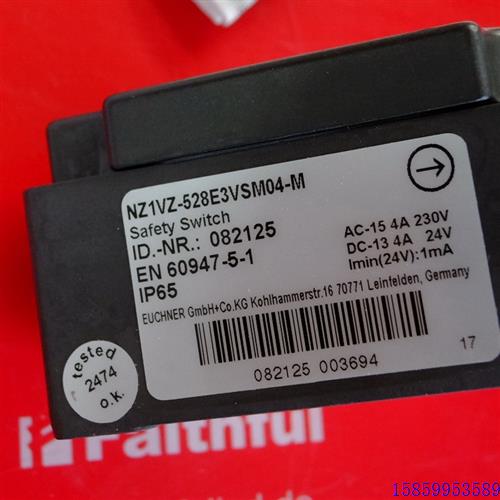 NZ1VZ-528E3VSM04-M
Safety Switch
ID.-NR.: 082125
EN 60947-5-1
IP65
AC-15 4A 230V
DC-13 4A 24V
Imin(24V):1mA
EUCHNER GmbH+Co.KG Kohlhammerstr.16 70771 Leinfelden, Germany
082125 003694
17
tested
2474
o.k.
Faithful
15859953589